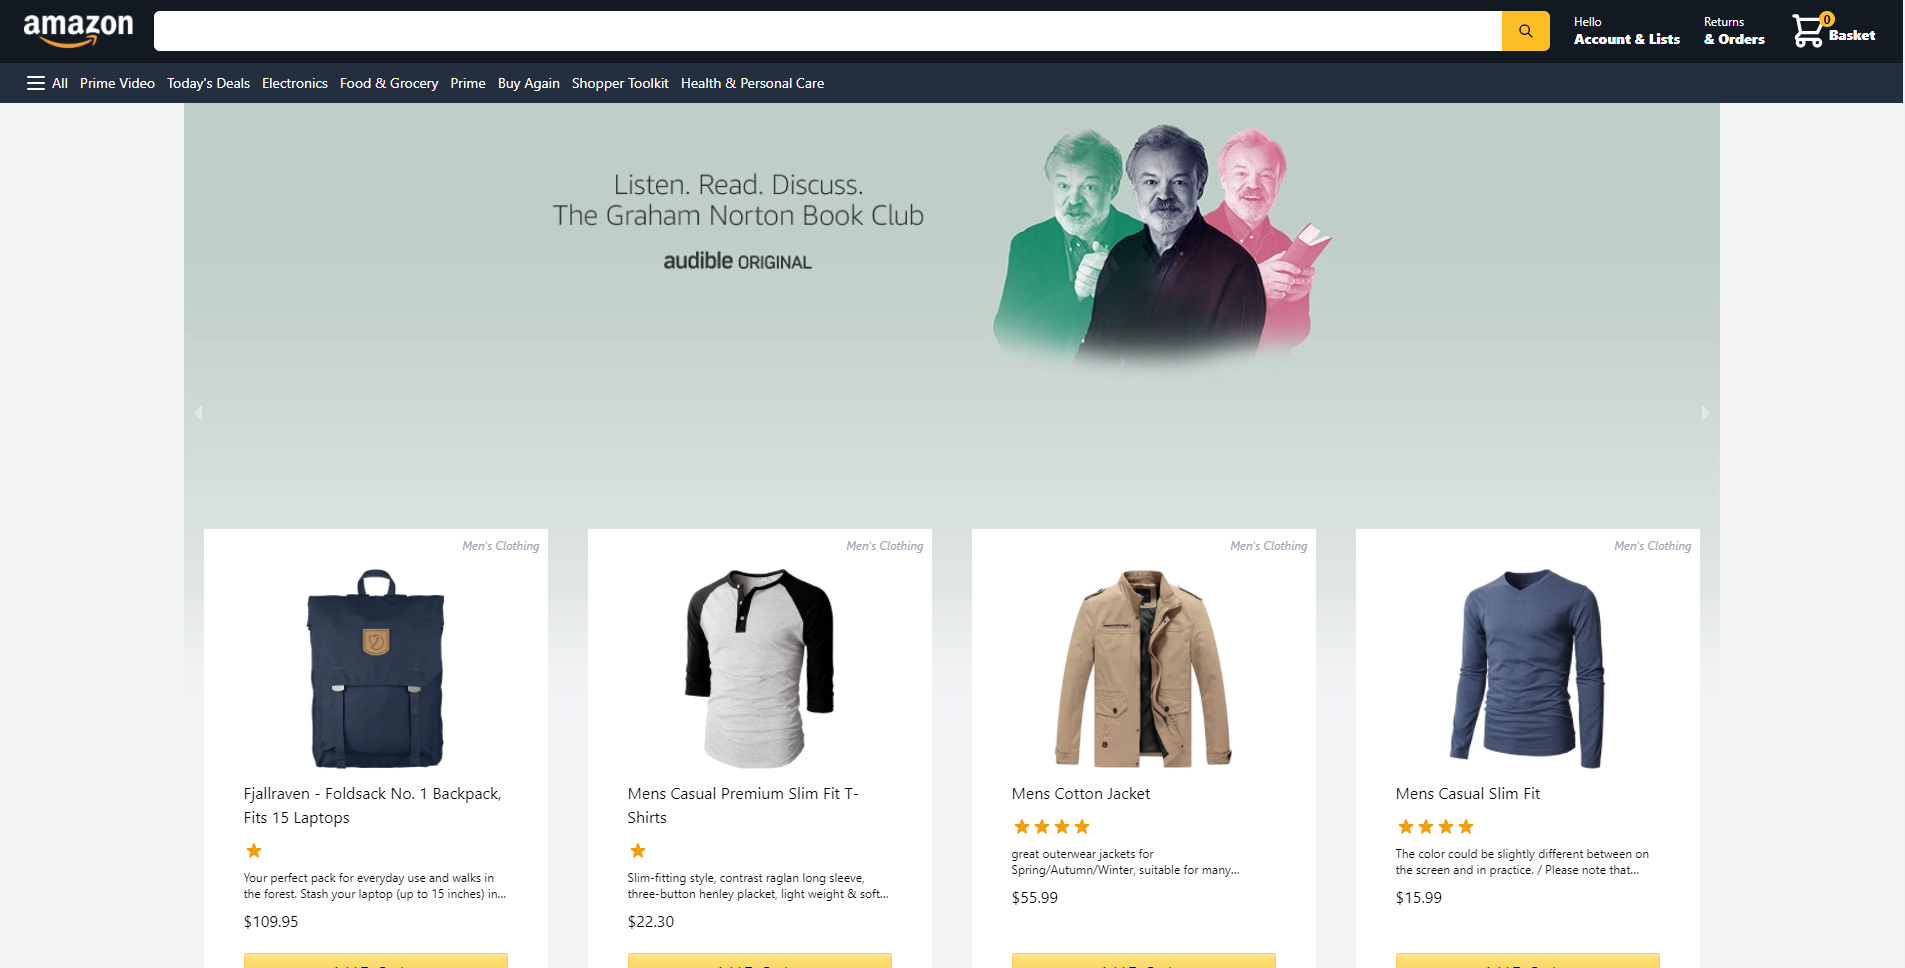 amazon
Hello
Account & Lists
Returns
& Orders
0
Basket
All Prime Video Today's Deals Electronics Food & Grocery Prime Buy Again Shopper Toolkit Health & Personal Care
Listen. Read. Discuss.
The Graham Norton Book Club
audible ORIGINAL
Men's Clothing
Fjallraven - Foldsack No. 1 Backpack,
Fits 15 Laptops
Your perfect pack for everyday use and walks in
the forest. Stash your laptop (up to 15 inches) in...
$109.95
Men's Clothing
Mens Casual Premium Slim Fit T-
Shirts
Slim-fitting style, contrast raglan long sleeve,
three-button henley placket, light weight & soft...
$22.30
Men's Clothing
Mens Cotton Jacket
great outerwear jackets for
Spring/Autumn/Winter, suitable for many...
$55.99
Men's Clothing
Mens Casual Slim Fit
The color could be slightly different between on
the screen and in practice. / Please note that...
$15.99